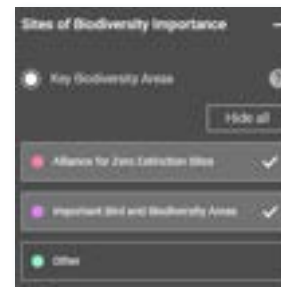 Sites of Biodiversity Importance
Key Biodiversity Areas
Hide all
Alliance for Zero Extinction Sites
Important Bird and Biodiversity Areas
Other